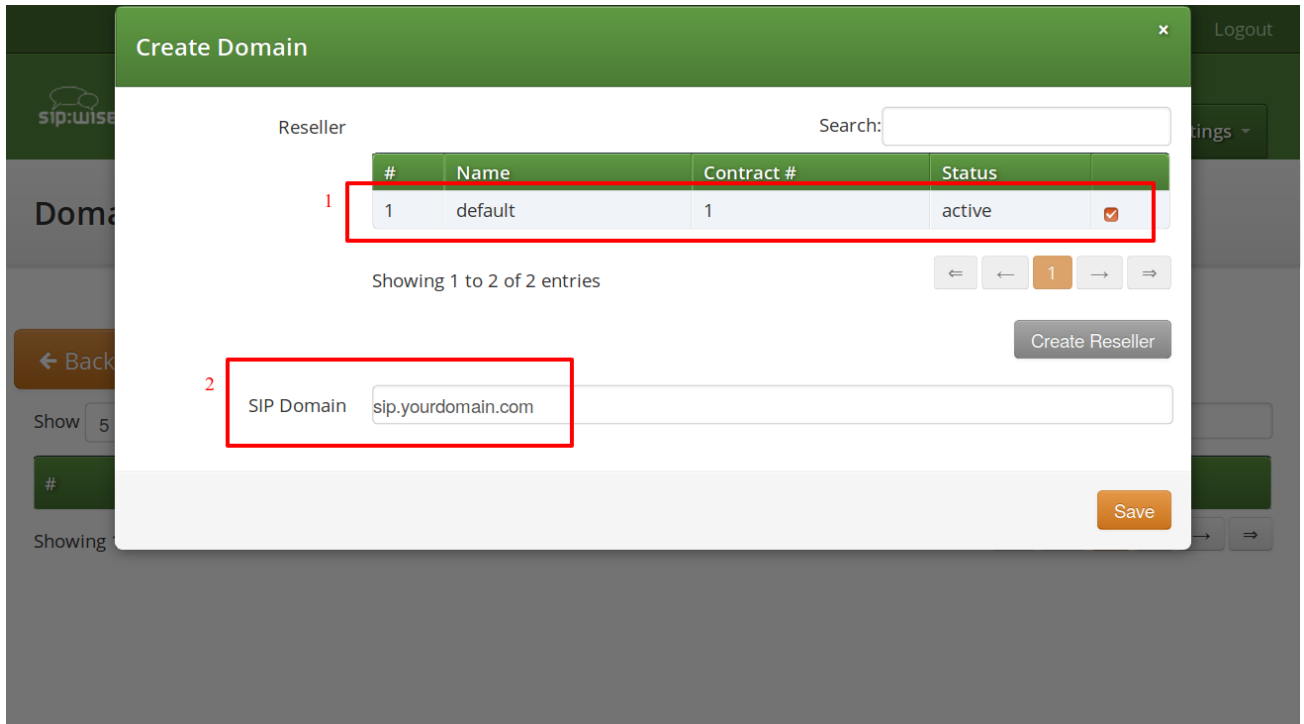 Logout
Create Domain
×
sip:wise
tings
Reseller
Search:
# Name Contract # Status
1
1 default 1 active
Doma
Showing 1 to 2 of 2 entries
⇐ ← 1 → ⇒
Create Reseller
← Back
2
SIP Domain sip.yourdomain.com
Show 5
#
Save
Showing
→ ⇒